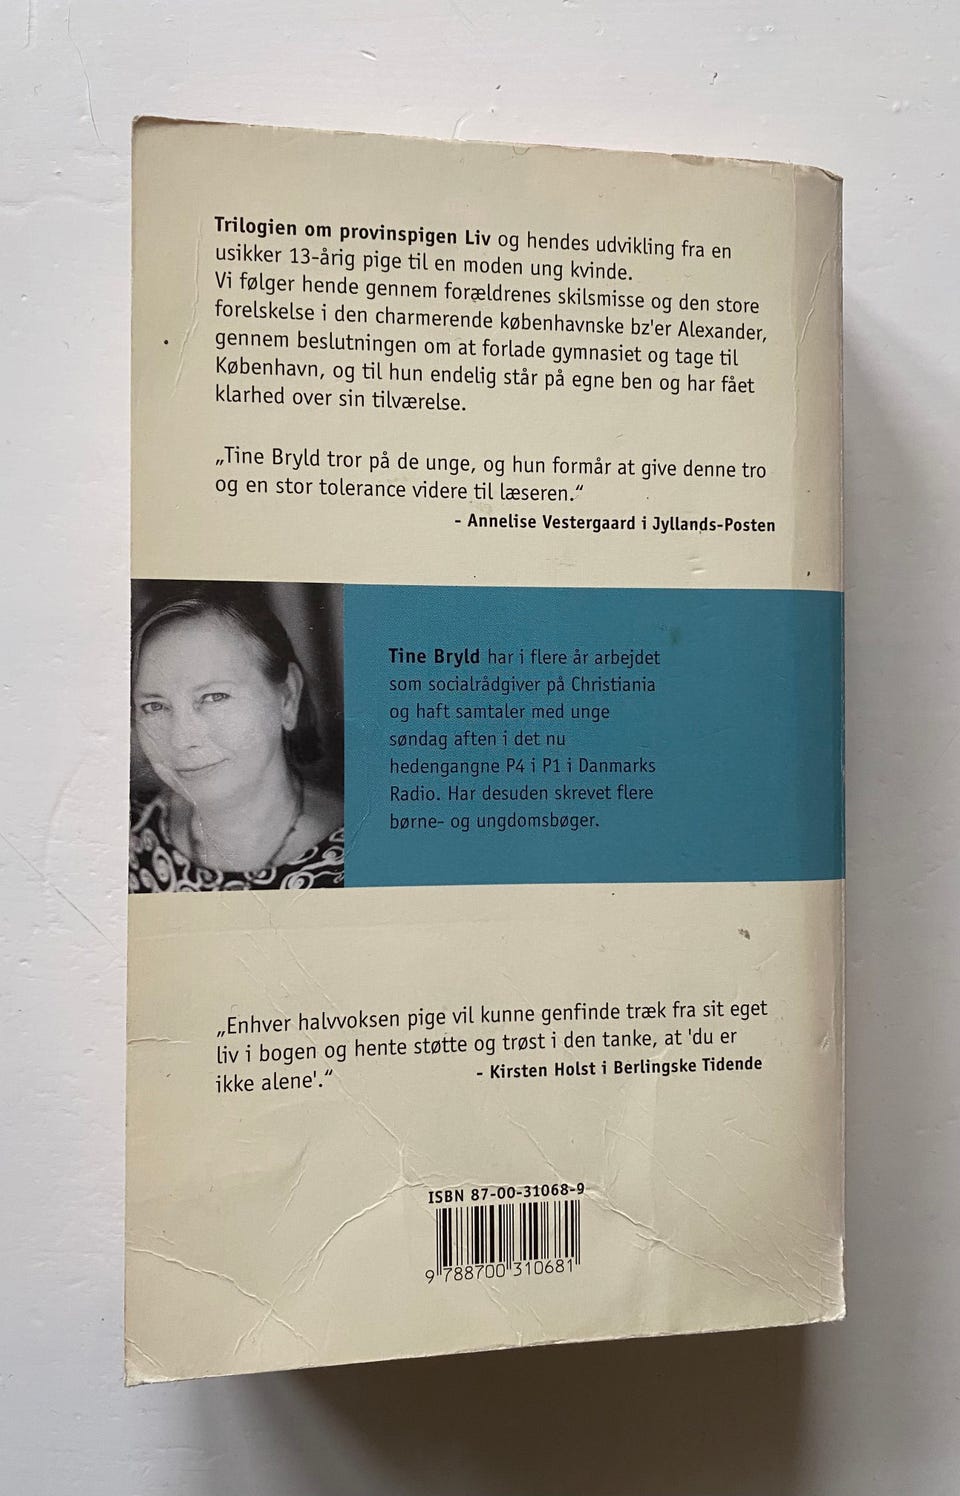 Trilogien om provinspigen Liv og hendes udvikling fra en
usikker 13-årig pige til en moden ung kvinde.
Vi følger hende gennem forældrenes skilsmisse og den store
forelskelse i den charmerende københavnske bz'er Alexander,
gennem beslutningen om at forlade gymnasiet og tage til
København, og til hun endelig står på egne ben og har fået
klarhed over sin tilværelse.
„Tine Bryld tror på de unge, og hun formår at give denne tro
og en stor tolerance videre til læseren.“
- Annelise Vestergaard i Jyllands-Posten
Tine Bryld har i flere år arbejdet
som socialrådgiver på Christiania
og haft samtaler med unge
søndag aften i det nu
hedengangne P4 i P1 i Danmarks
Radio. Har desuden skrevet flere
børne- og ungdomsbøger.
„Enhver halvvoksen pige vil kunne genfinde træk fra sit eget
liv i bogen og hente støtte og trøst i den tanke, at 'du er
ikke alene'.“ - Kirsten Holst i Berlingske Tidende
ISBN 87-00-31068-9
9 788700 310681